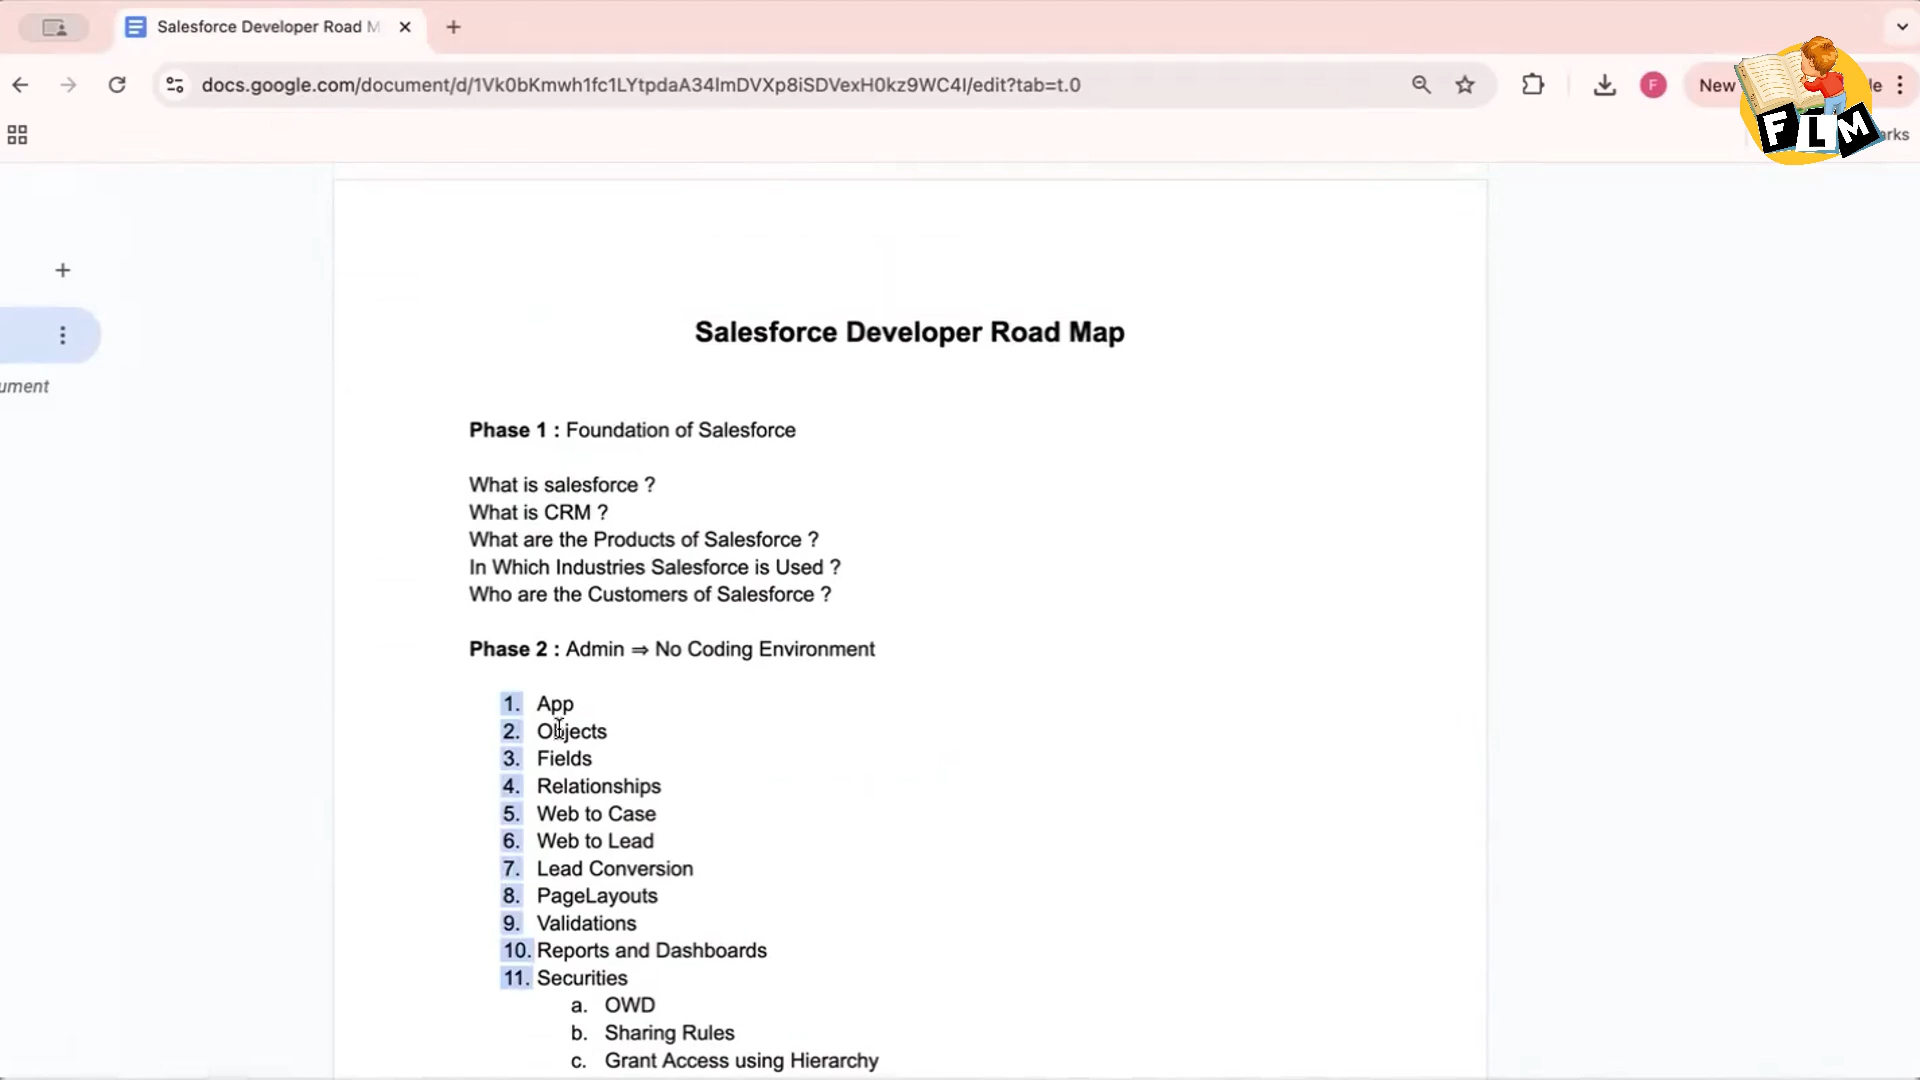 Salesforce Developer Road M
docs.google.com/document/d/1Vk0bKmwh1fc1LYtpdaA34lmDVXp8iSDVexH0kz9WC4I/edit?tab=t.0
F
New
le
FLM
arks
ument
Salesforce Developer Road Map
Phase 1 : Foundation of Salesforce
What is salesforce ?
What is CRM ?
What are the Products of Salesforce ?
In Which Industries Salesforce is Used ?
Who are the Customers of Salesforce ?
Phase 2 : Admin ⇒ No Coding Environment
1. App
2. Objects
3. Fields
4. Relationships
5. Web to Case
6. Web to Lead
7. Lead Conversion
8. PageLayouts
9. Validations
10. Reports and Dashboards
11. Securities
a. OWD
b. Sharing Rules
c. Grant Access using Hierarchy